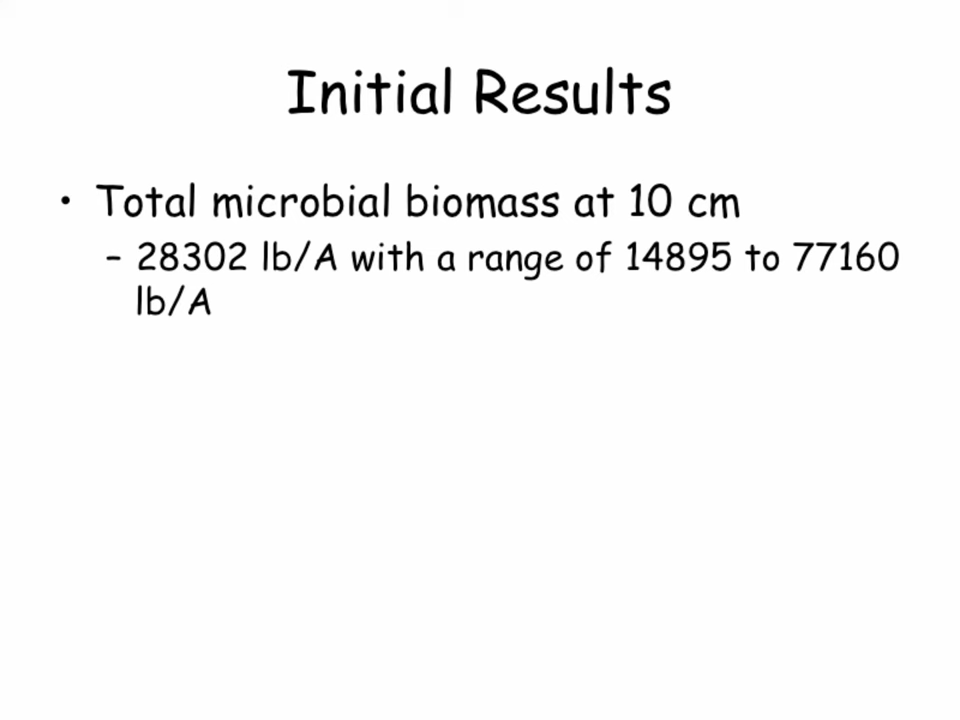 Initial Results
• Total microbial biomass at 10 cm
– 28302 lb/A with a range of 14895 to 77160
lb/A